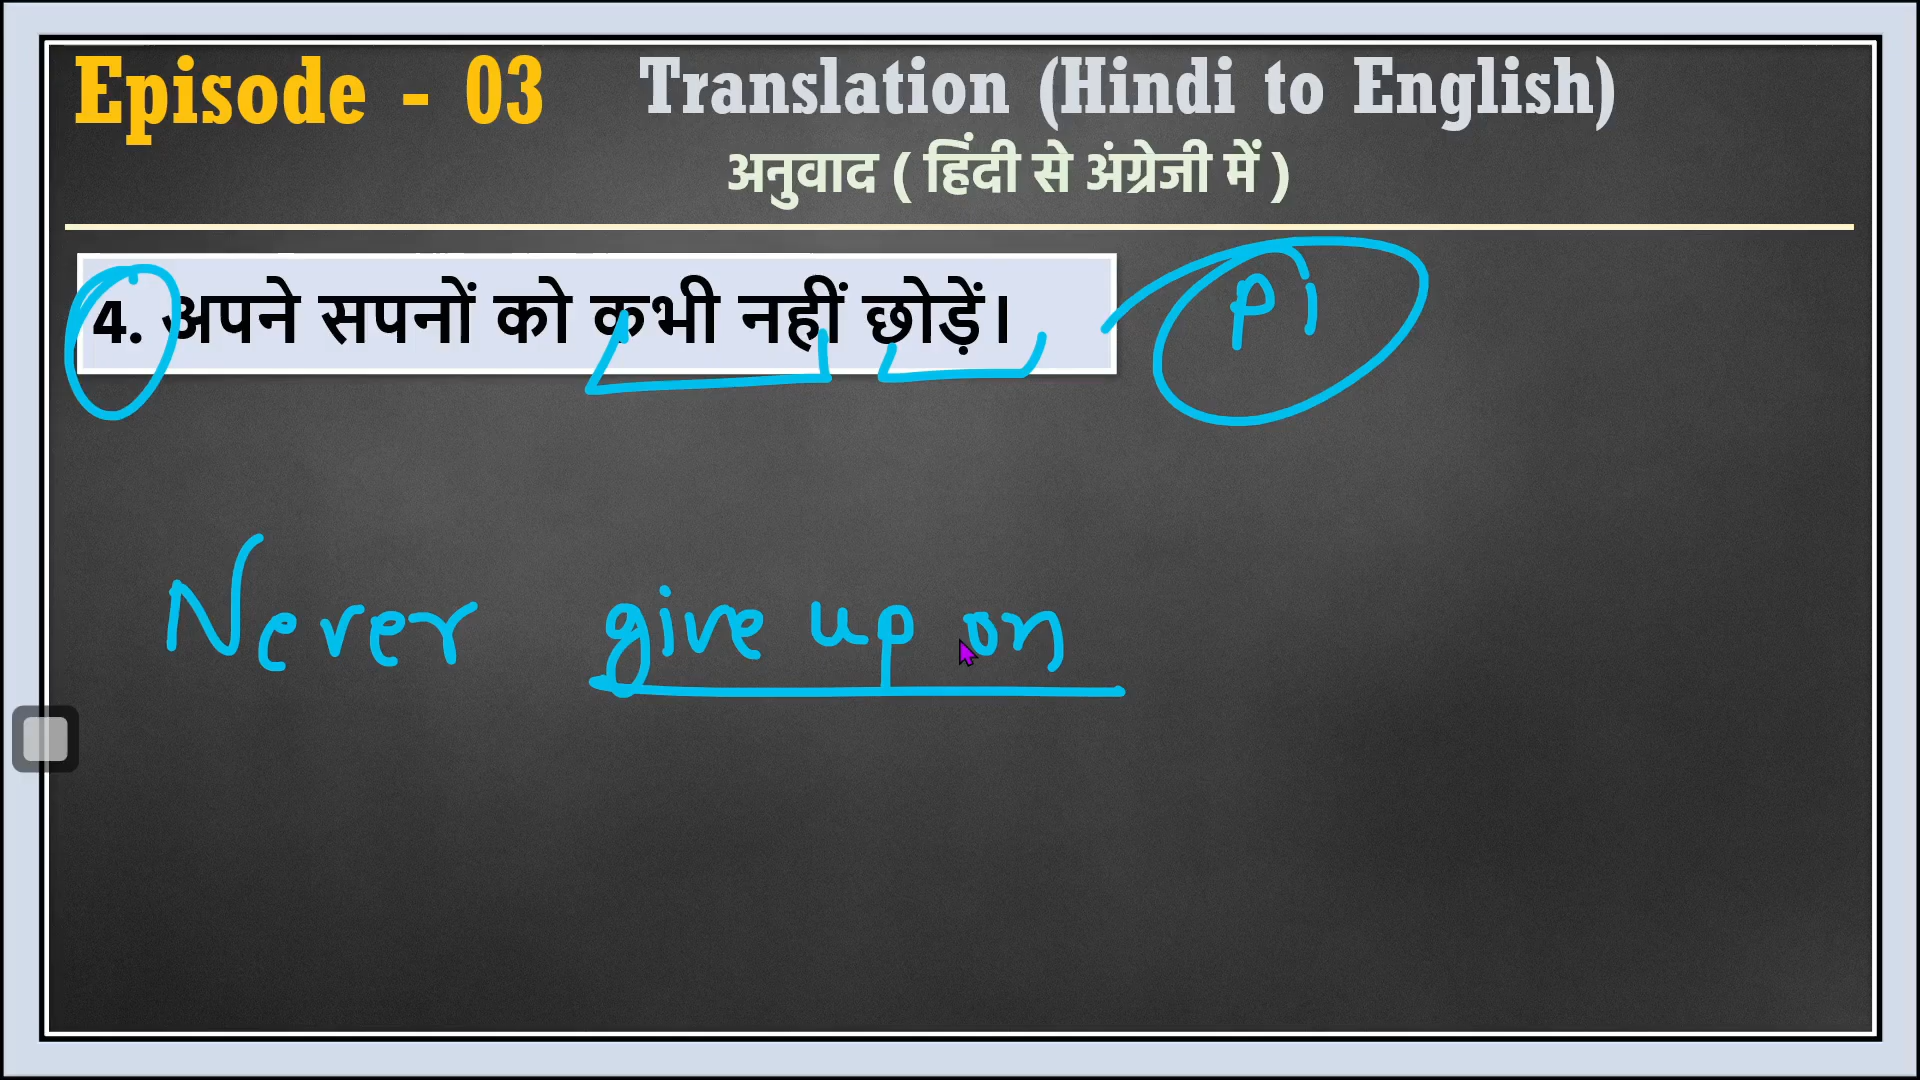 Episode - 03 Translation (Hindi to English)
अनुवाद ( हिंदी से अंग्रेजी में )
4. अपने सपनों को कभी नहीं छोड़ें।
Pi
Never give up on